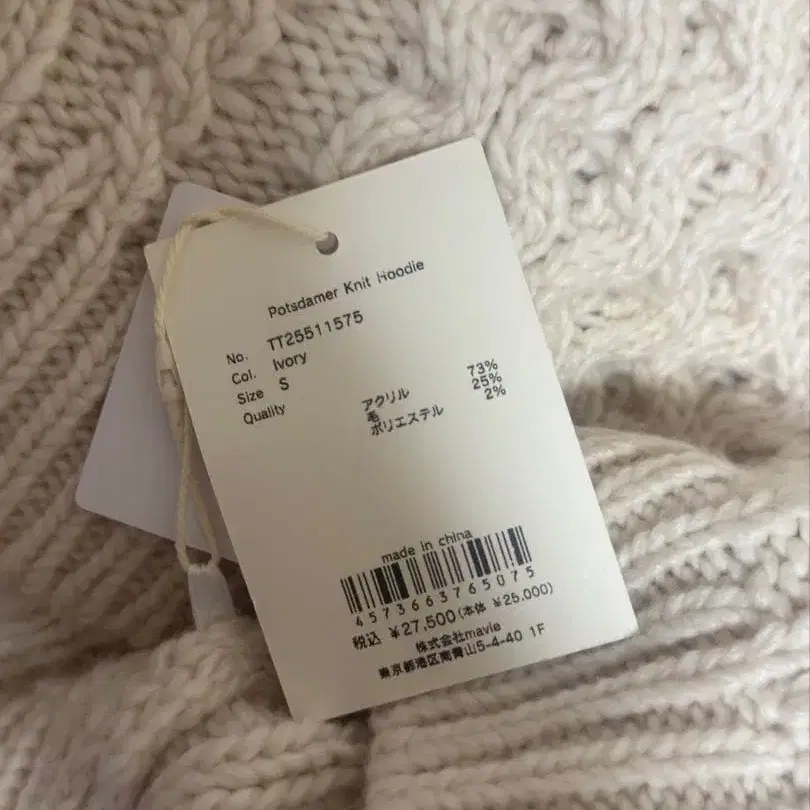 Potsdamer Knit Hoodie
No. TT25511575
Col. Ivory
Size S
Quality アクリル 73%
毛 25%
ポリエステル 2%
made in china
4573663765075
税込 ¥27,500(本体 ¥25,000)
株式会社mavie
東京都港区南青山5-4-40 1F